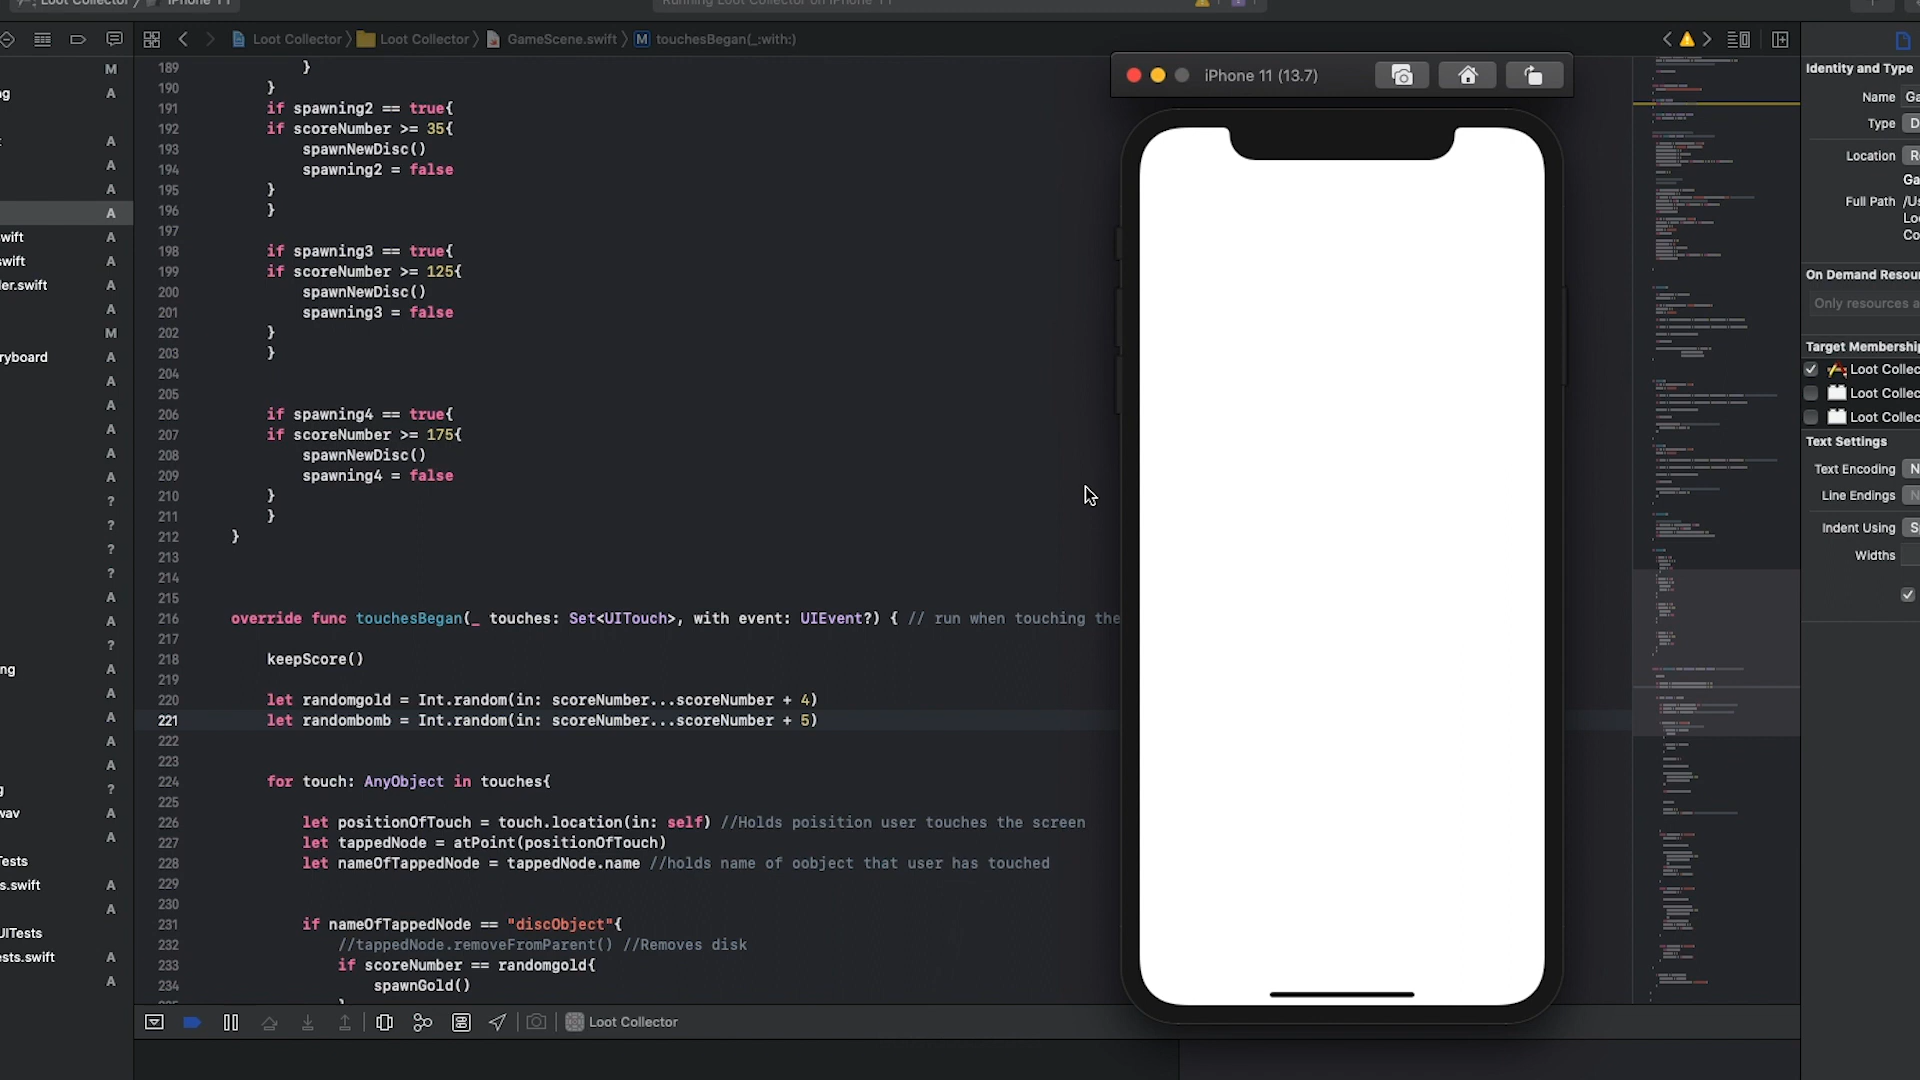 Loot Collector
iPhone 11
Running Loot Collector on iPhone 11
Loot Collector
Loot Collector
GameScene.swift
M
touchesBegan(_:with:)
iPhone 11 (13.7)
M
ng
A
A
A
A
A
wift
A
swift
A
ler.swift
A
A
M
ryboard
A
A
A
A
A
A
?
?
?
?
A
A
?
ng
A
A
A
A
A
g
?
wav
A
A
Tests
s.swift
A
A
UITests
ests.swift
A
A
189 }
190 }
191 if spawning2 == true{
192 if scoreNumber >= 35{
193 spawnNewDisc()
194 spawning2 = false
195 }
196 }
197
198 if spawning3 == true{
199 if scoreNumber >= 125{
200 spawnNewDisc()
201 spawning3 = false
202 }
203 }
204
205
206 if spawning4 == true{
207 if scoreNumber >= 175{
208 spawnNewDisc()
209 spawning4 = false
210 }
211 }
212 }
213
214
215
216 override func touchesBegan(_ touches: Set<UITouch>, with event: UIEvent?) { // run when touching the
217
218 keepScore()
219
220 let randomgold = Int.random(in: scoreNumber...scoreNumber + 4)
221 let randombomb = Int.random(in: scoreNumber...scoreNumber + 5)
222
223
224 for touch: AnyObject in touches{
225
226 let positionOfTouch = touch.location(in: self) //Holds poisition user touches the screen
227 let tappedNode = atPoint(positionOfTouch)
228 let nameOfTappedNode = tappedNode.name //holds name of oobject that user has touched
229
230
231 if nameOfTappedNode == "discObject"{
232 //tappedNode.removeFromParent() //Removes disk
233 if scoreNumber == randomgold{
234 spawnGold()
Loot Collector
Identity and Type
Name Ga
Type D
Location Re
Ga
Full Path /Us
Lo
Co
On Demand Resour
Only resources a
Target Membership
Loot Collec
Loot Collec
Loot Collec
Text Settings
Text Encoding N
Line Endings N
Indent Using S
Widths